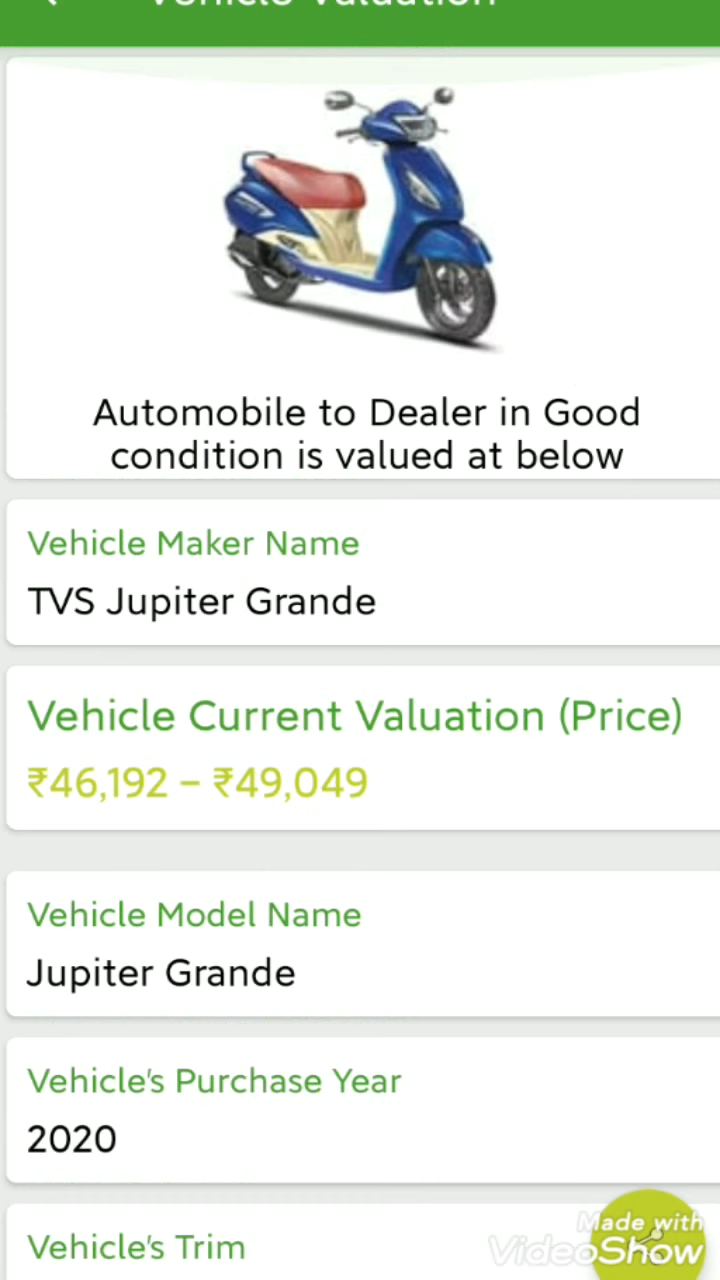 Vehicle Valuation
Automobile to Dealer in Good
condition is valued at below
Vehicle Maker Name
TVS Jupiter Grande
Vehicle Current Valuation (Price)
₹46,192 – ₹49,049
Vehicle Model Name
Jupiter Grande
Vehicle's Purchase Year
2020
Vehicle's Trim
Made with
VideoShow